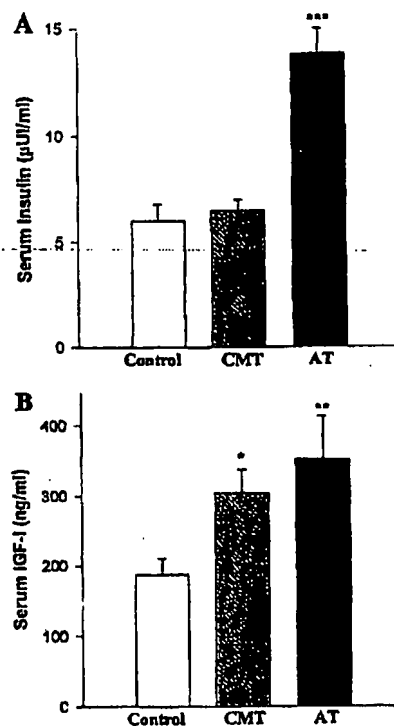 A
***
15
10
5
0
Serum Insulin (µUI/ml)
Control CMT AT
B
**
*
400
300
200
100
0
Serum IGF-I (ng/ml)
Control CMT AT